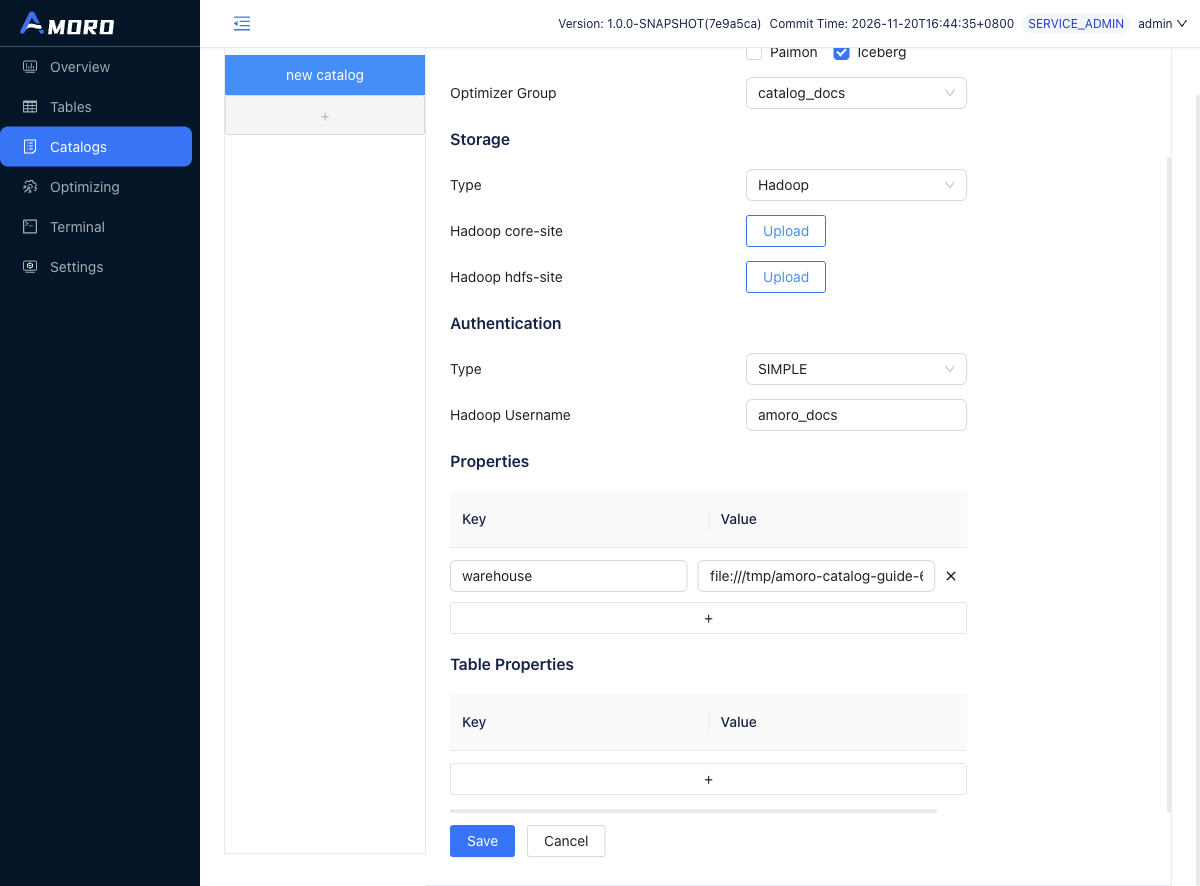 AMORO
Version: 1.0.0-SNAPSHOT(7e9a5ca) Commit Time: 2026-11-20T16:44:35+0800 SERVICE_ADMIN admin
Overview
Tables
Catalogs
Optimizing
Terminal
Settings
new catalog
+
Paimon Iceberg
Optimizer Group catalog_docs
Storage
Type Hadoop
Hadoop core-site Upload
Hadoop hdfs-site Upload
Authentication
Type SIMPLE
Hadoop Username amoro_docs
Properties
Key Value
warehouse file:///tmp/amoro-catalog-guide-
+
Table Properties
Key Value
+
Save Cancel